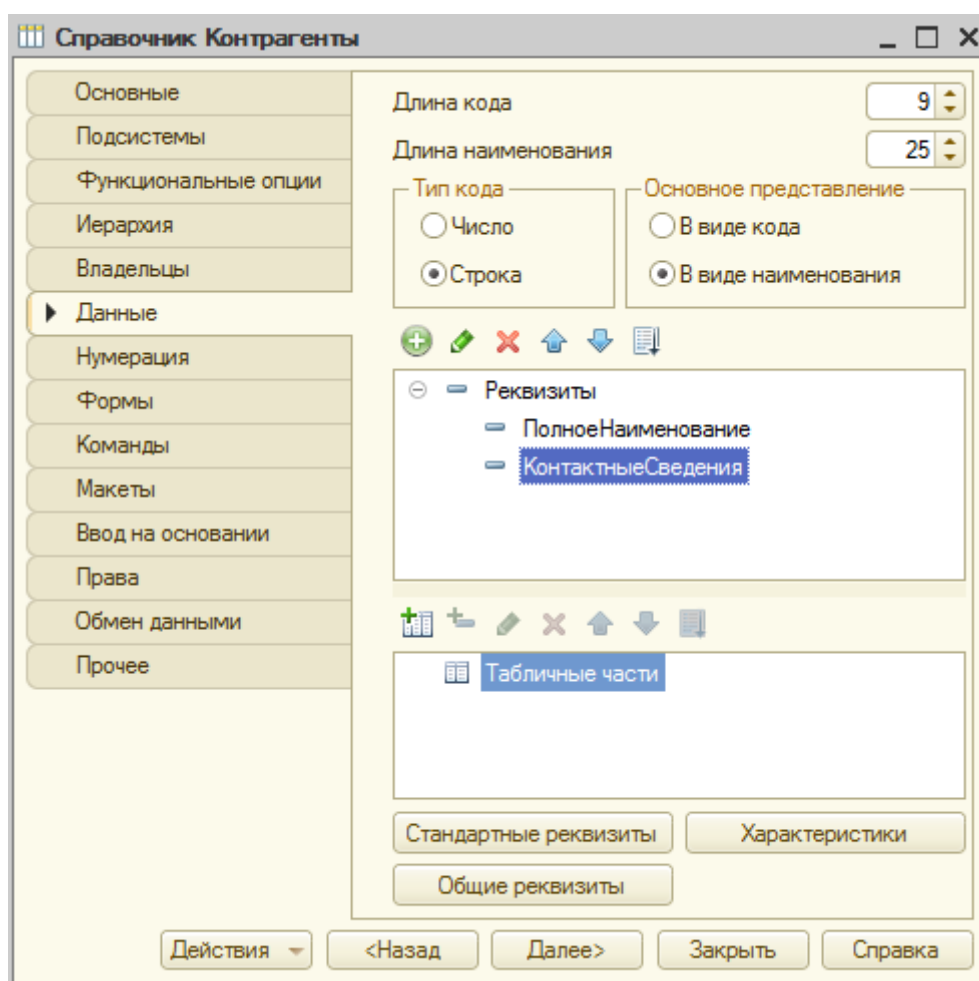 Справочник Контрагенты
Основные
Подсистемы
Функциональные опции
Иерархия
Владельцы
Данные
Нумерация
Формы
Команды
Макеты
Ввод на основании
Права
Обмен данными
Прочее
Длина кода 9
Длина наименования 25
Тип кода
Число
Строка
Основное представление
В виде кода
В виде наименования
Реквизиты
ПолноеНаименование
КонтактныеСведения
Табличные части
Стандартные реквизиты Характеристики
Общие реквизиты
Действия <Назад Далее> Закрыть Справка